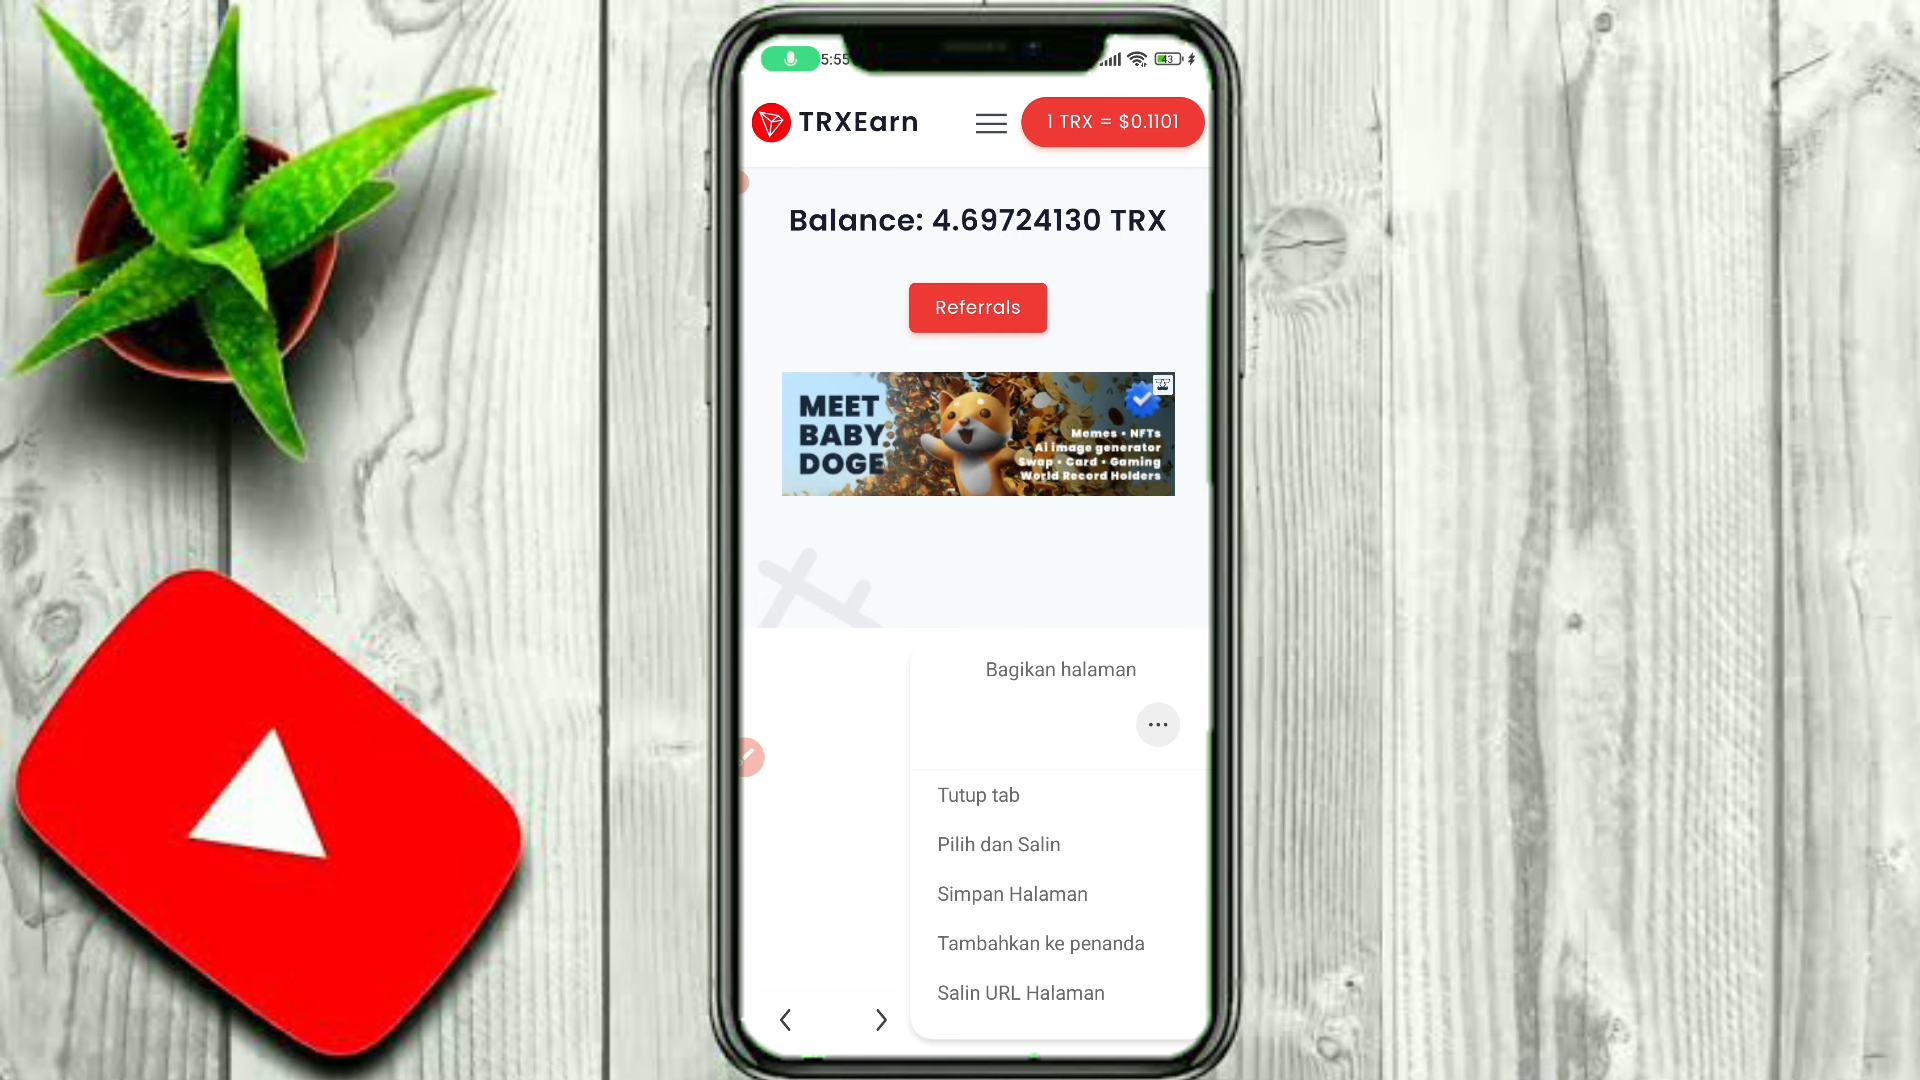 5:55
43
TRXEarn
1 TRX = $0.1101
Balance: 4.69724130 TRX
Referrals
MEET
BABY
DOGE
Memes • NFTs
Ai image generator
Swap • Card • Gaming
World Record Holders
Bagikan halaman
Tutup tab
Pilih dan Salin
Simpan Halaman
Tambahkan ke penanda
Salin URL Halaman